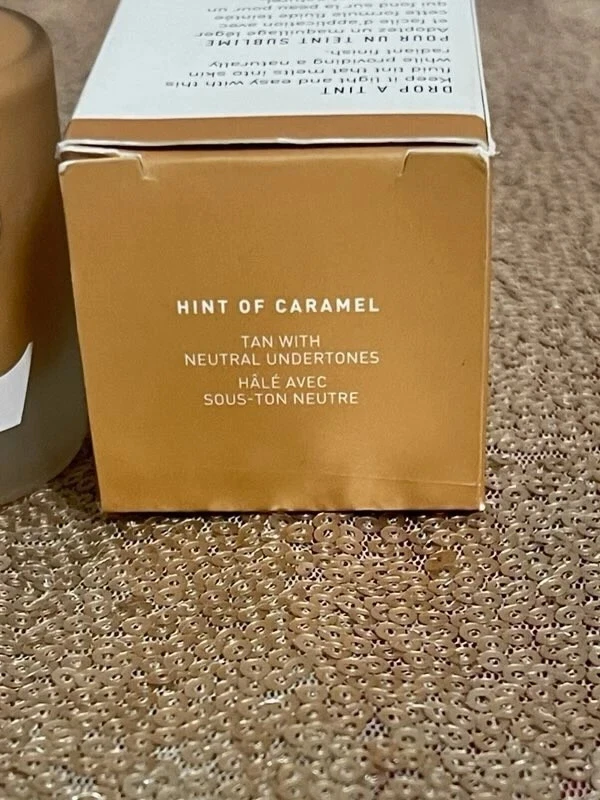 DROP A TINT
Keep it light and easy with this
fluid tint that melts into skin
while providing a naturally
radiant finish.
POUR UN TEINT SUBLIME
Adoptez un maquillage léger
et facile d'application avec
cette formule fluide teintée
qui fond sur la peau pour un
HINT OF CARAMEL
TAN WITH
NEUTRAL UNDERTONES
HÂLÉ AVEC
SOUS-TON NEUTRE